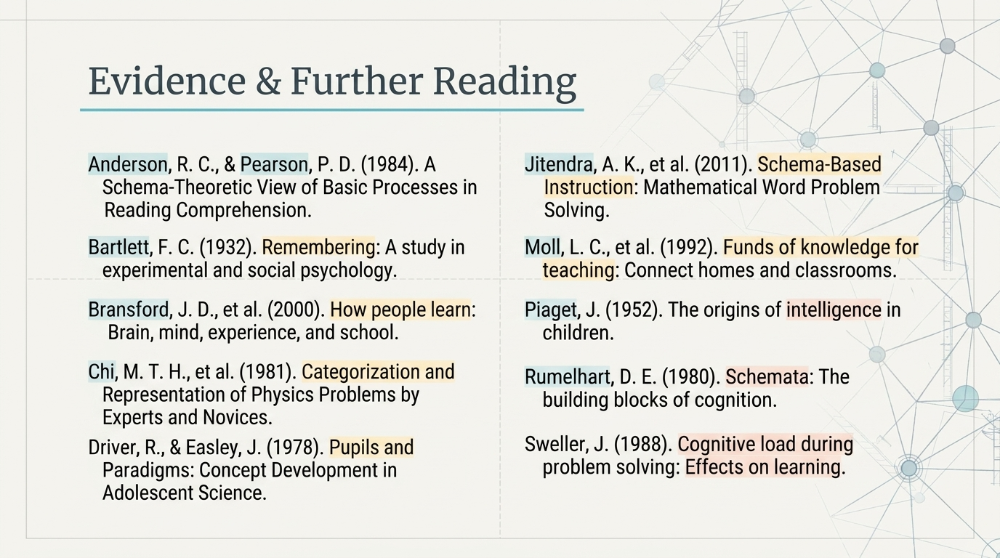 Evidence & Further Reading
Anderson, R. C., & Pearson, P. D. (1984). A
Schema-Theoretic View of Basic Processes in
Reading Comprehension.
Bartlett, F. C. (1932). Remembering: A study in
experimental and social psychology.
Bransford, J. D., et al. (2000). How people learn:
Brain, mind, experience, and school.
Chi, M. T. H., et al. (1981). Categorization and
Representation of Physics Problems by
Experts and Novices.
Driver, R., & Easley, J. (1978). Pupils and
Paradigms: Concept Development in
Adolescent Science.
Jitendra, A. K., et al. (2011). Schema-Based
Instruction: Mathematical Word Problem
Solving.
Moll, L. C., et al. (1992). Funds of knowledge for
teaching: Connect homes and classrooms.
Piaget, J. (1952). The origins of intelligence in
children.
Rumelhart, D. E. (1980). Schemata: The
building blocks of cognition.
Sweller, J. (1988). Cognitive load during
problem solving: Effects on learning.